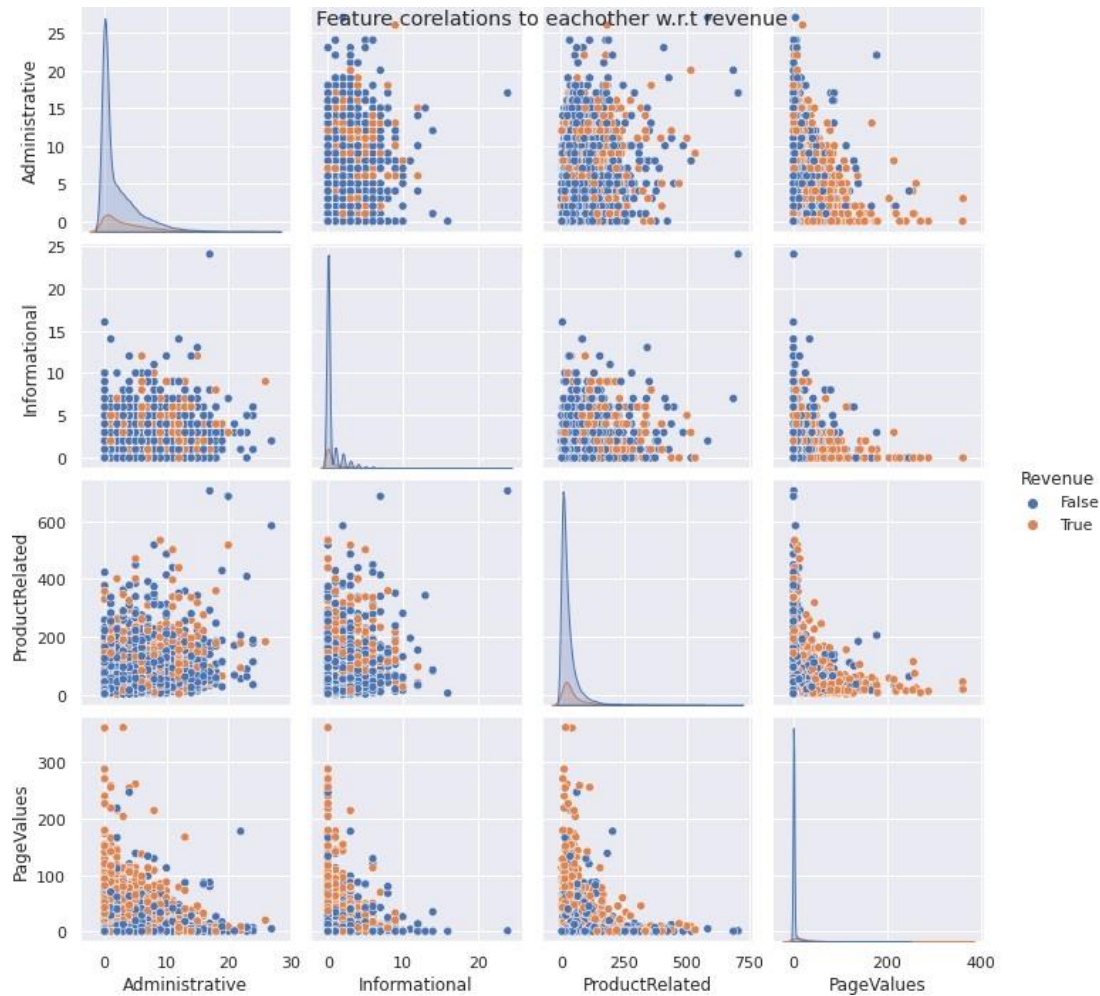 Feature corelations to eachother w.r.t revenue
Administrative
25
20
15
10
5
0
Informational
25
20
15
10
5
0
ProductRelated
600
400
200
0
PageValues
300
200
100
0
0 10 20 30
Administrative
0 10 20
Informational
0 250 500 750
ProductRelated
0 200 400
PageValues
Revenue
False
True